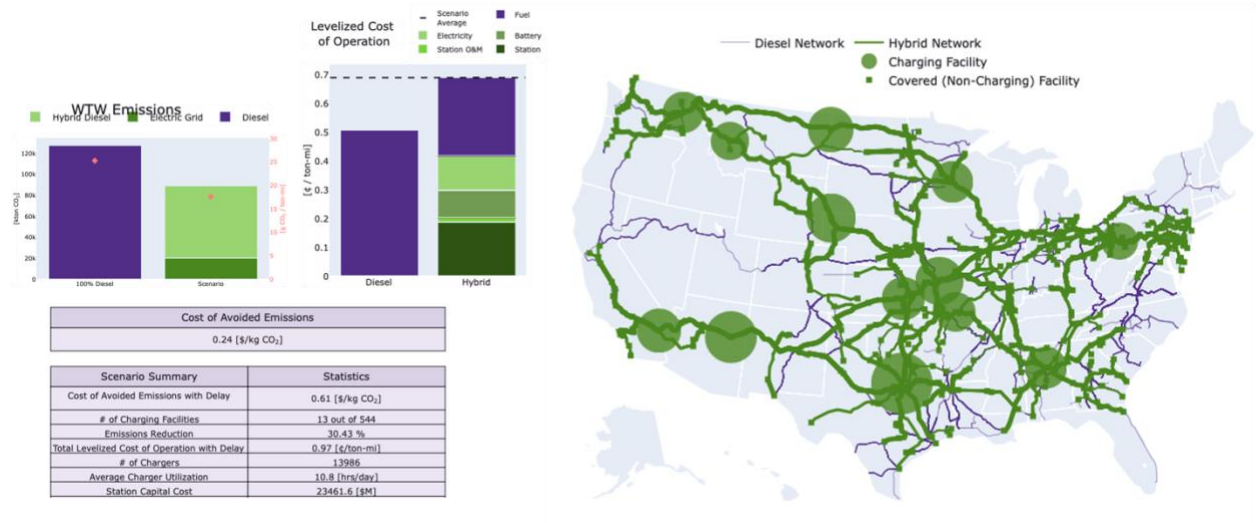 Levelized Cost
of Operation
Scenario
Average
Fuel
Electricity
Battery
Station O&M
Station
WTW Emissions
Hybrid Diesel
Electric Grid
Diesel
[kton CO₂]
120k
100k
80k
60k
40k
20k
0
30
25
20
15
10
5
0
[g CO₂ / ton-mi]
100% Diesel
Scenario
[¢ / ton-mi]
0.7
0.6
0.5
0.4
0.3
0.2
0.1
0
Diesel
Hybrid
Cost of Avoided Emissions
0.24 [$/kg CO₂]
Scenario Summary Statistics
Cost of Avoided Emissions with Delay 0.61 [$/kg CO₂]
# of Charging Facilities 13 out of 544
Emissions Reduction 30.43 %
Total Levelized Cost of Operation with Delay 0.97 [¢/ton-mi]
# of Chargers 13986
Average Charger Utilization 10.8 [hrs/day]
Station Capital Cost 23461.6 [$M]
Diesel Network Hybrid Network
Charging Facility
Covered (Non-Charging) Facility